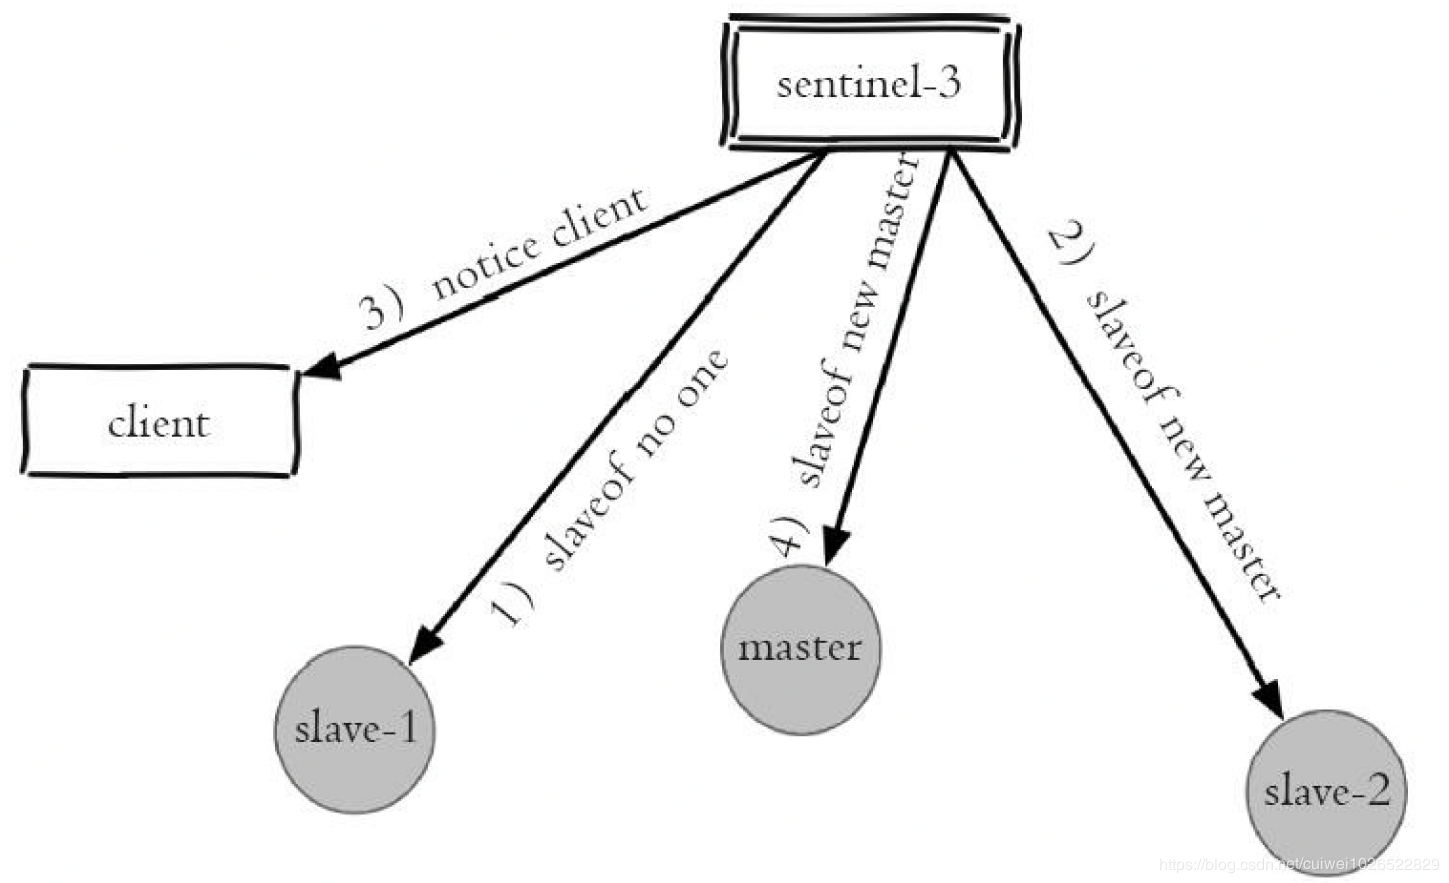 sentinel-3
3) notice client
client
1) slaveof no one
4) slaveof new master
2) slaveof new master
slave-1
master
slave-2
https://blog.csdn.net/cuiwei1026522829